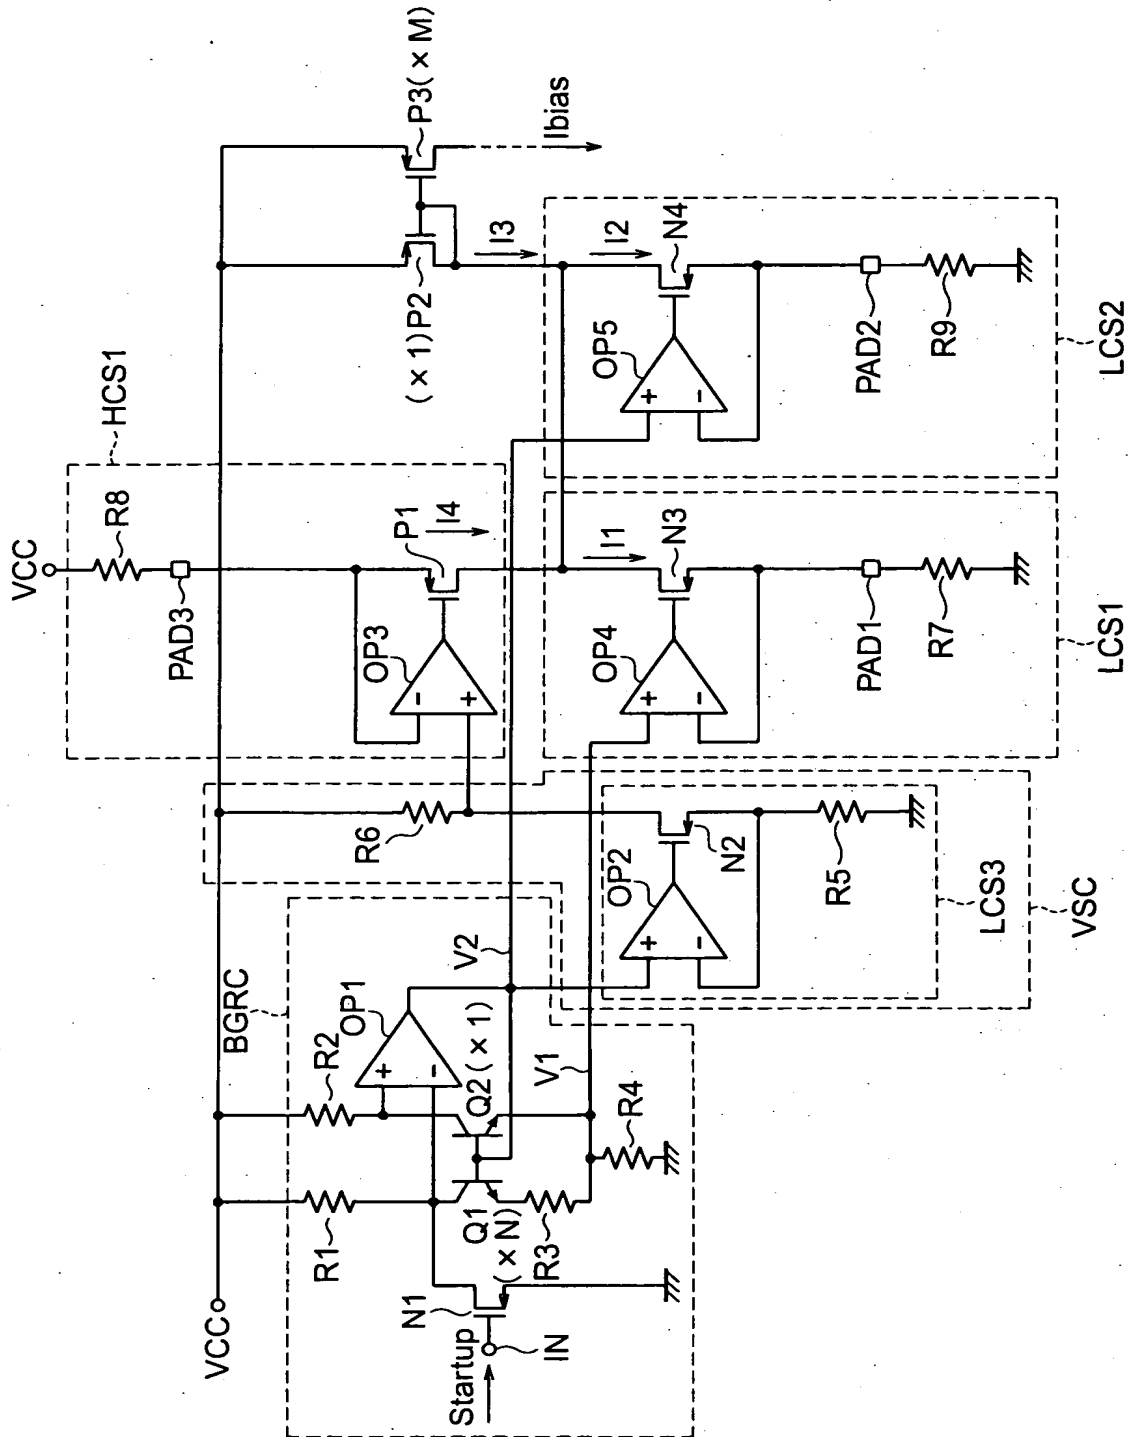 VCC
R8
HCS1
PAD3
P1
I4
OP3
-
+
P3(×M)
(×1)P2
Ibias
I3
I2
I1
R6
V2
BGRC
OP1
+
-
R2
R1
Q2(×1)
Q1
(×N)
V1
R3
R4
VCC
N1
Startup
IN
OP2
+
-
N2
R5
LCS3
VSC
OP4
+
-
N3
PAD1
R7
LCS1
OP5
+
-
N4
PAD2
R9
LCS2